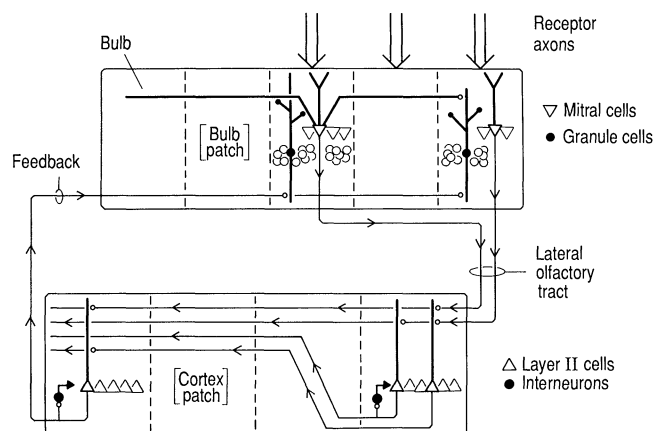 Receptor
axons
Bulb
[Bulb
patch]
Mitral cells
Granule cells
Feedback
Lateral
olfactory
tract
[Cortex
patch]
Layer II cells
Interneurons